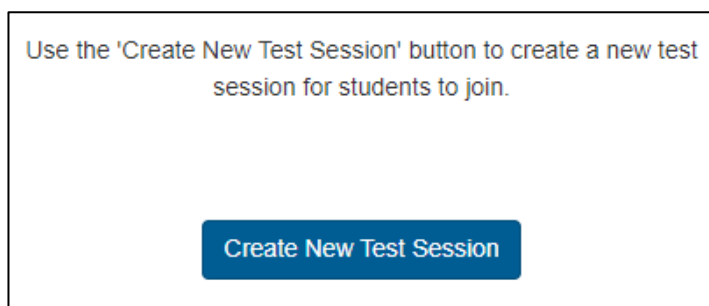 Use the 'Create New Test Session' button to create a new test
session for students to join.
Create New Test Session